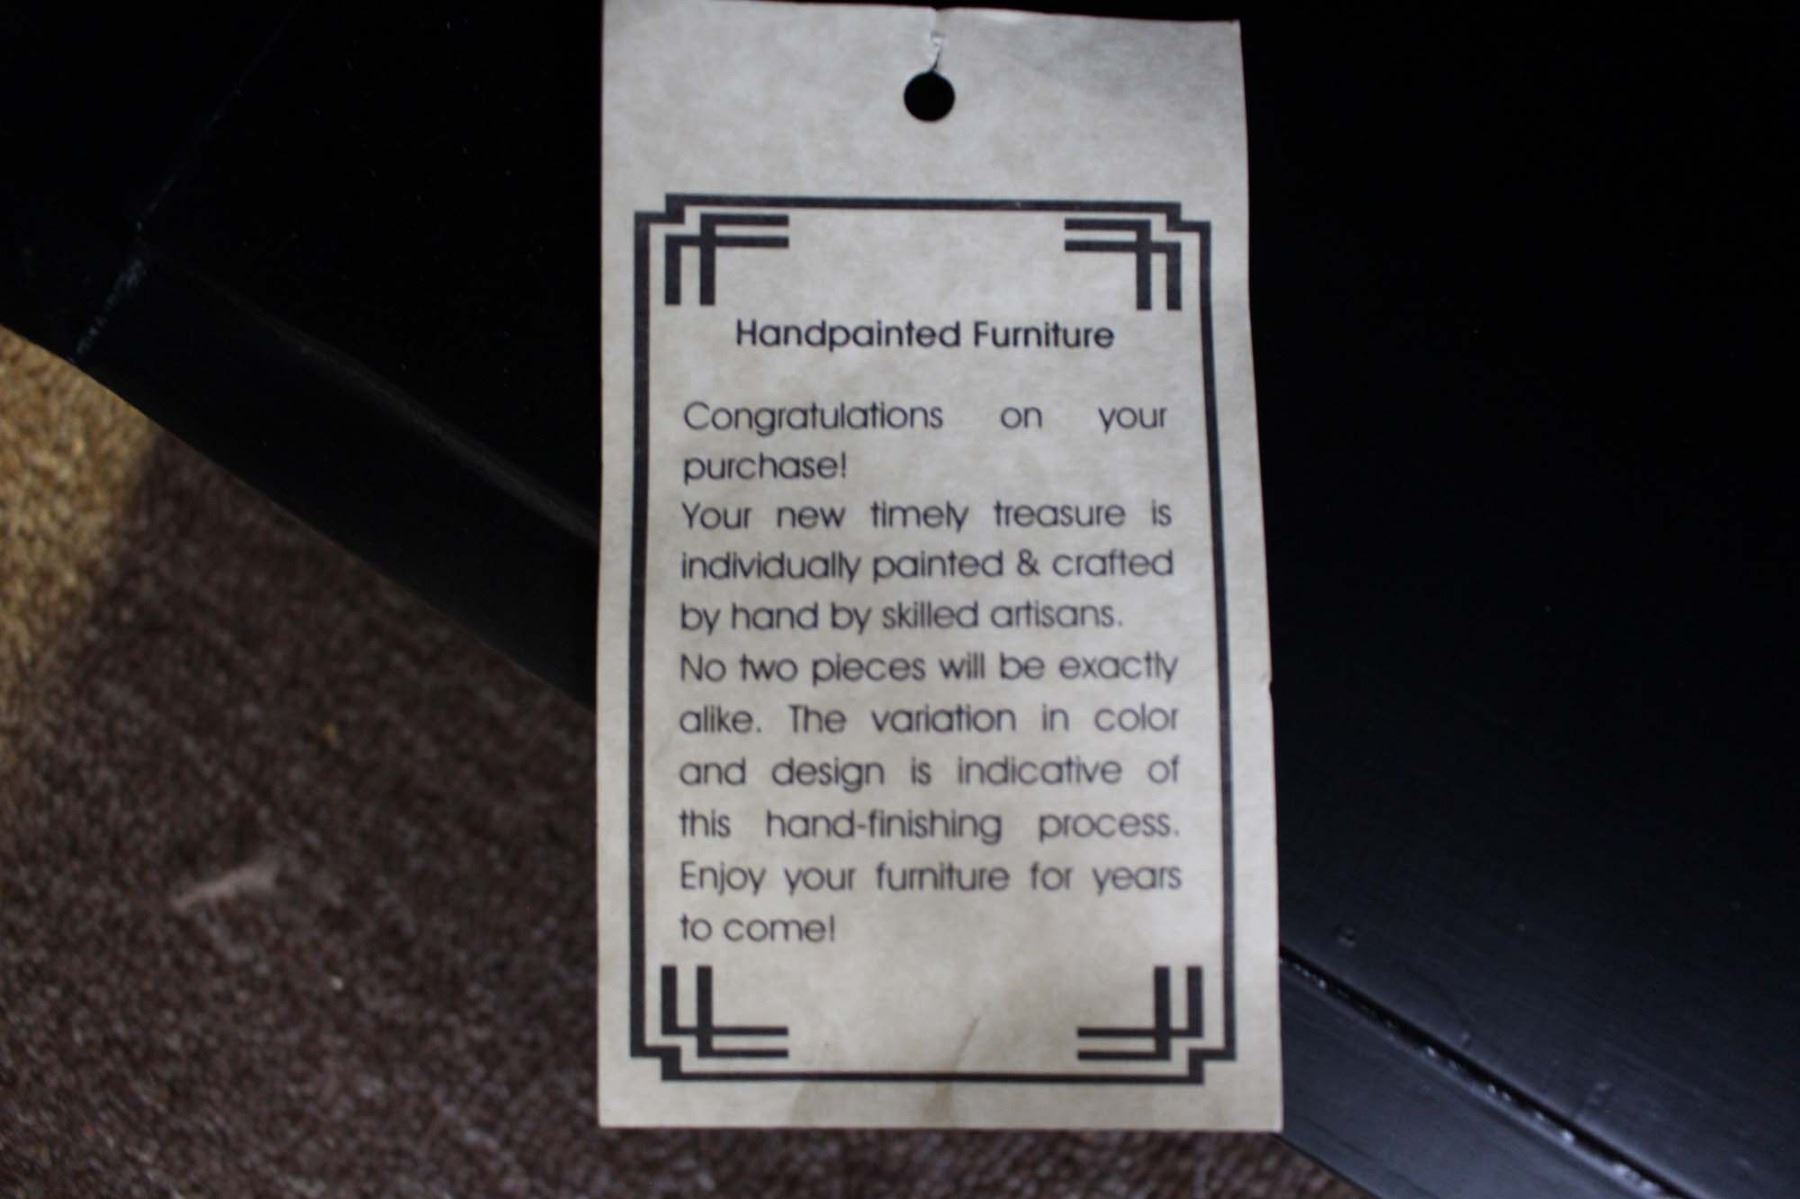 Handpainted Furniture
Congratulations on your
purchase!
Your new timely treasure is
individually painted & crafted
by hand by skilled artisans.
No two pieces will be exactly
alike. The variation in color
and design is indicative of
this hand-finishing process.
Enjoy your furniture for years
to come!